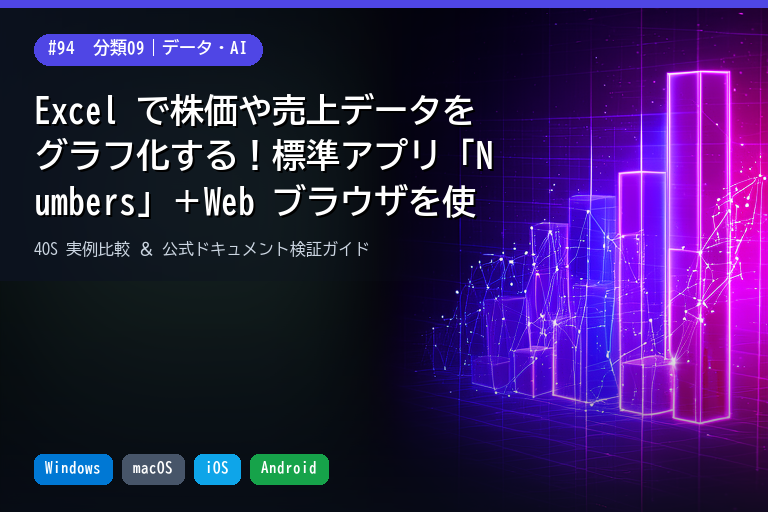 #94 分類09｜データ・AI
Excel で株価や売上データを
グラフ化する！標準アプリ「N
umbers」＋Web ブラウザを使
4OS 実例比較 & 公式ドキュメント検証ガイド
Windows macOS iOS Android